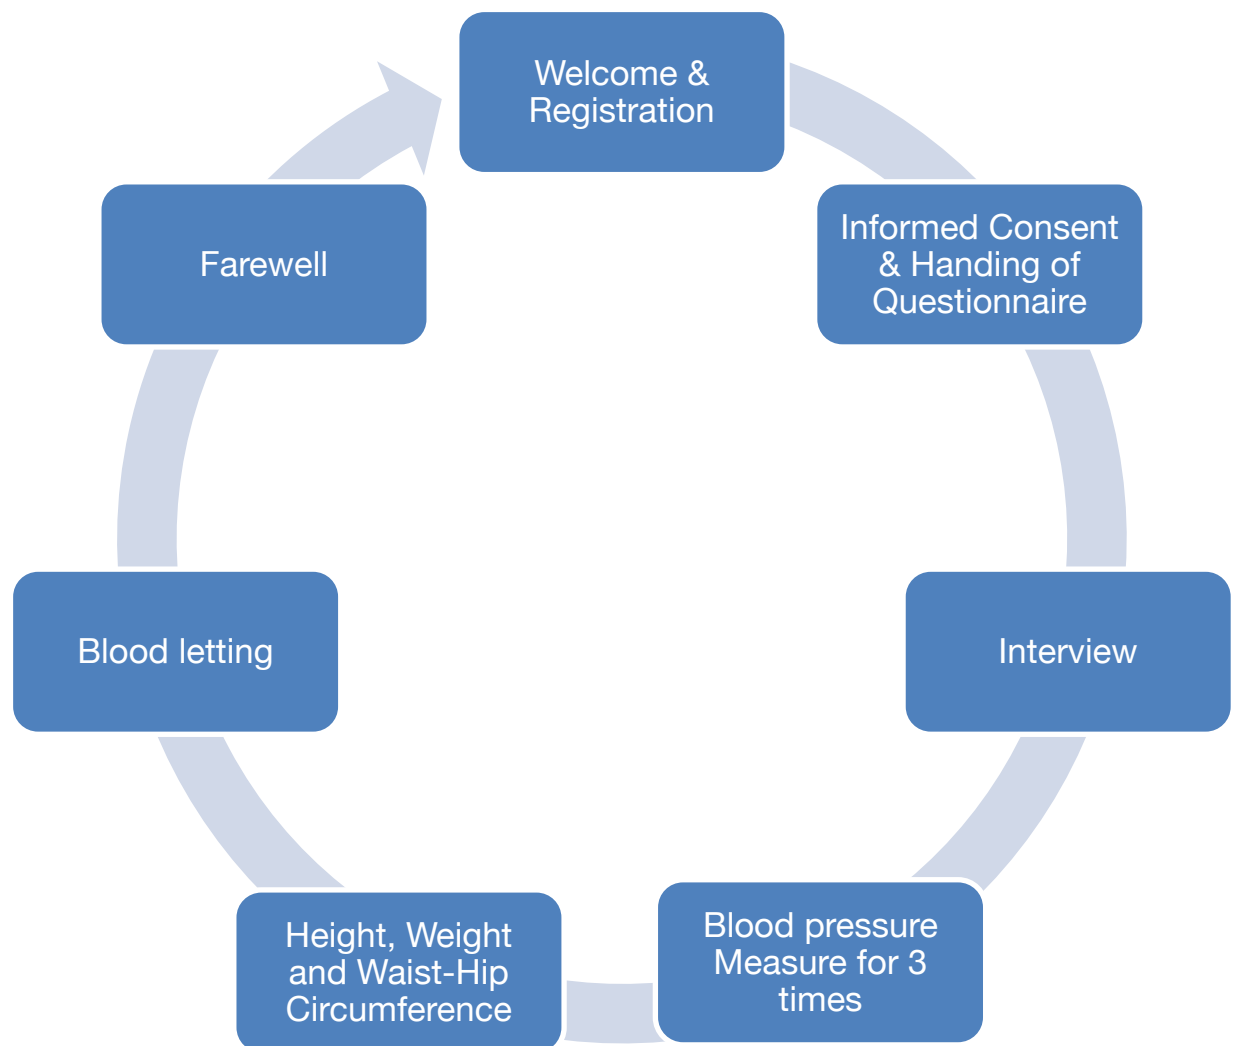 Welcome &
Registration
Informed Consent
& Handing of
Questionnaire
Interview
Blood pressure
Measure for 3
times
Height, Weight
and Waist-Hip
Circumference
Blood letting
Farewell